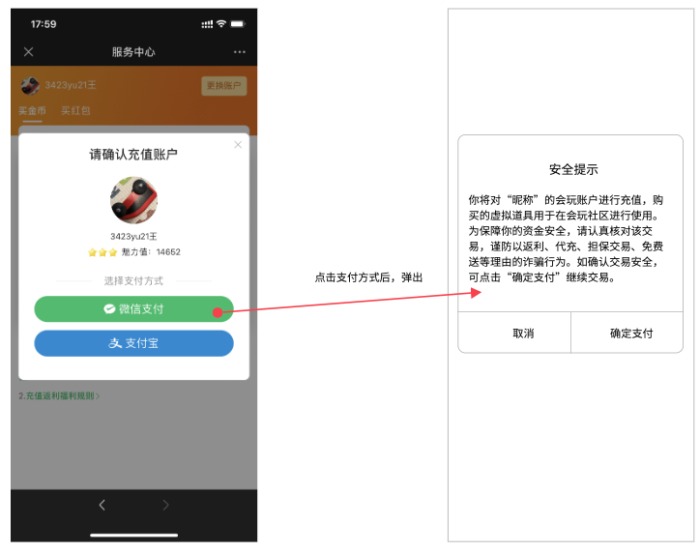 17:59
服务中心
3423yu21王
更换账户
买金币 买红包
请确认充值账户
3423yu21王
魅力值：14652
选择支付方式
微信支付
支付宝
2.充值返利福利规则>
点击支付方式后，弹出
安全提示
你将对“昵称”的会玩账户进行充值，购
买的虚拟道具用于在会玩社区进行使用。
为保障你的资金安全，请认真核对该交
易，谨防以返利、代充、担保交易、免费
送等理由的诈骗行为。如确认交易安全，
可点击“确定支付”继续交易。
取消 确定支付